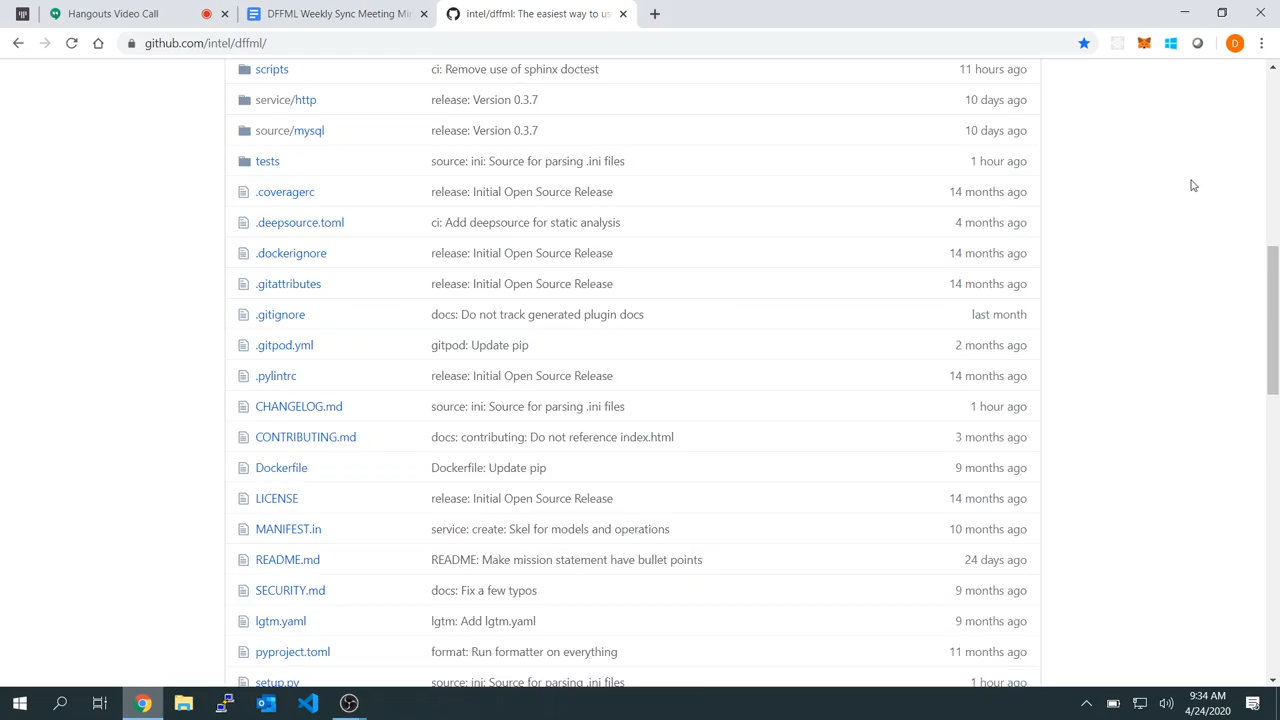 Hangouts Video Call
DFFML Weekly Sync Meeting Mi
intel/dffml: The easiest way to us
github.com/intel/dffml/
D
scripts ci: Remove use of sphinx doctest 11 hours ago
service/http release: Version 0.3.7 10 days ago
source/mysql release: Version 0.3.7 10 days ago
tests source: ini: Source for parsing .ini files 1 hour ago
.coveragerc release: Initial Open Source Release 14 months ago
.deepsource.toml ci: Add deepsource for static analysis 4 months ago
.dockerignore release: Initial Open Source Release 14 months ago
.gitattributes release: Initial Open Source Release 14 months ago
.gitignore docs: Do not track generated plugin docs last month
.gitpod.yml gitpod: Update pip 2 months ago
.pylintrc release: Initial Open Source Release 14 months ago
CHANGELOG.md source: ini: Source for parsing .ini files 1 hour ago
CONTRIBUTING.md docs: contributing: Do not reference index.html 3 months ago
Dockerfile Dockerfile: Update pip 9 months ago
LICENSE release: Initial Open Source Release 14 months ago
MANIFEST.in service: create: Skel for models and operations 10 months ago
README.md README: Make mission statement have bullet points 24 days ago
SECURITY.md docs: Fix a few typos 9 months ago
lgtm.yaml lgtm: Add lgtm.yaml 9 months ago
pyproject.toml format: Run formatter on everything 11 months ago
setup.py source: ini: Source for parsing .ini files 1 hour ago
9:34 AM
4/24/2020